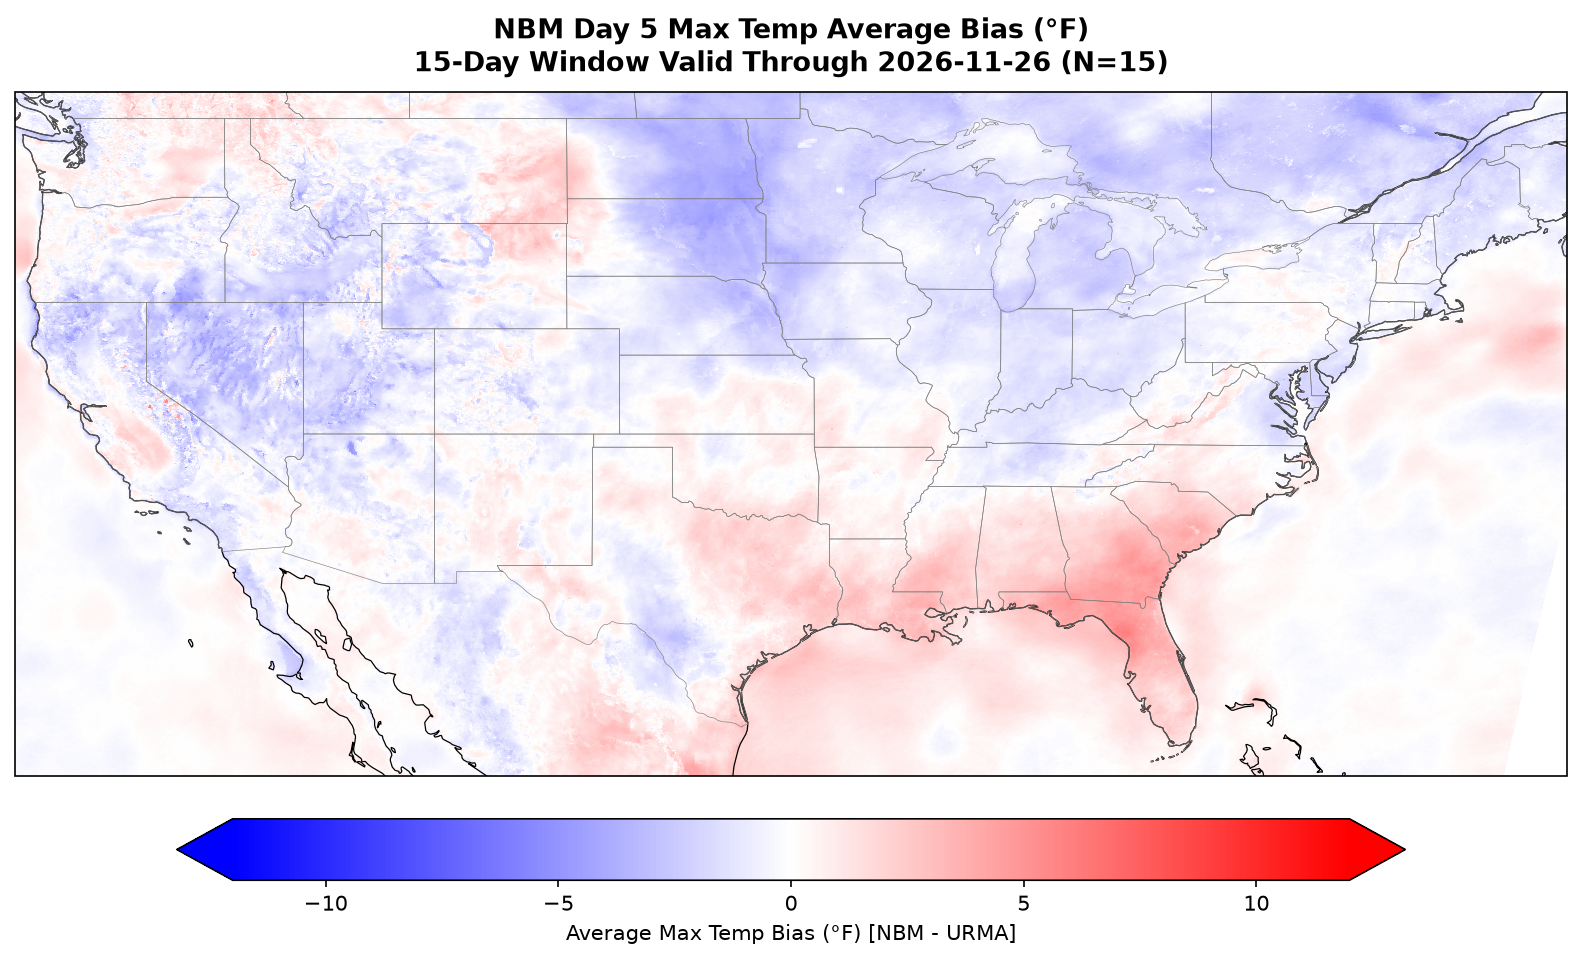 NBM Day 5 Max Temp Average Bias (°F)
15-Day Window Valid Through 2026-11-26 (N=15)
−10 −5 0 5 10
Average Max Temp Bias (°F) [NBM - URMA]